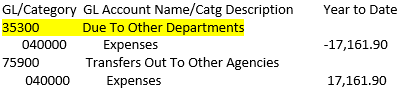 GL/Category GL Account Name/Catg Description Year to Date
35300 Due To Other Departments
040000 Expenses -17,161.90
75900 Transfers Out To Other Agencies
040000 Expenses 17,161.90